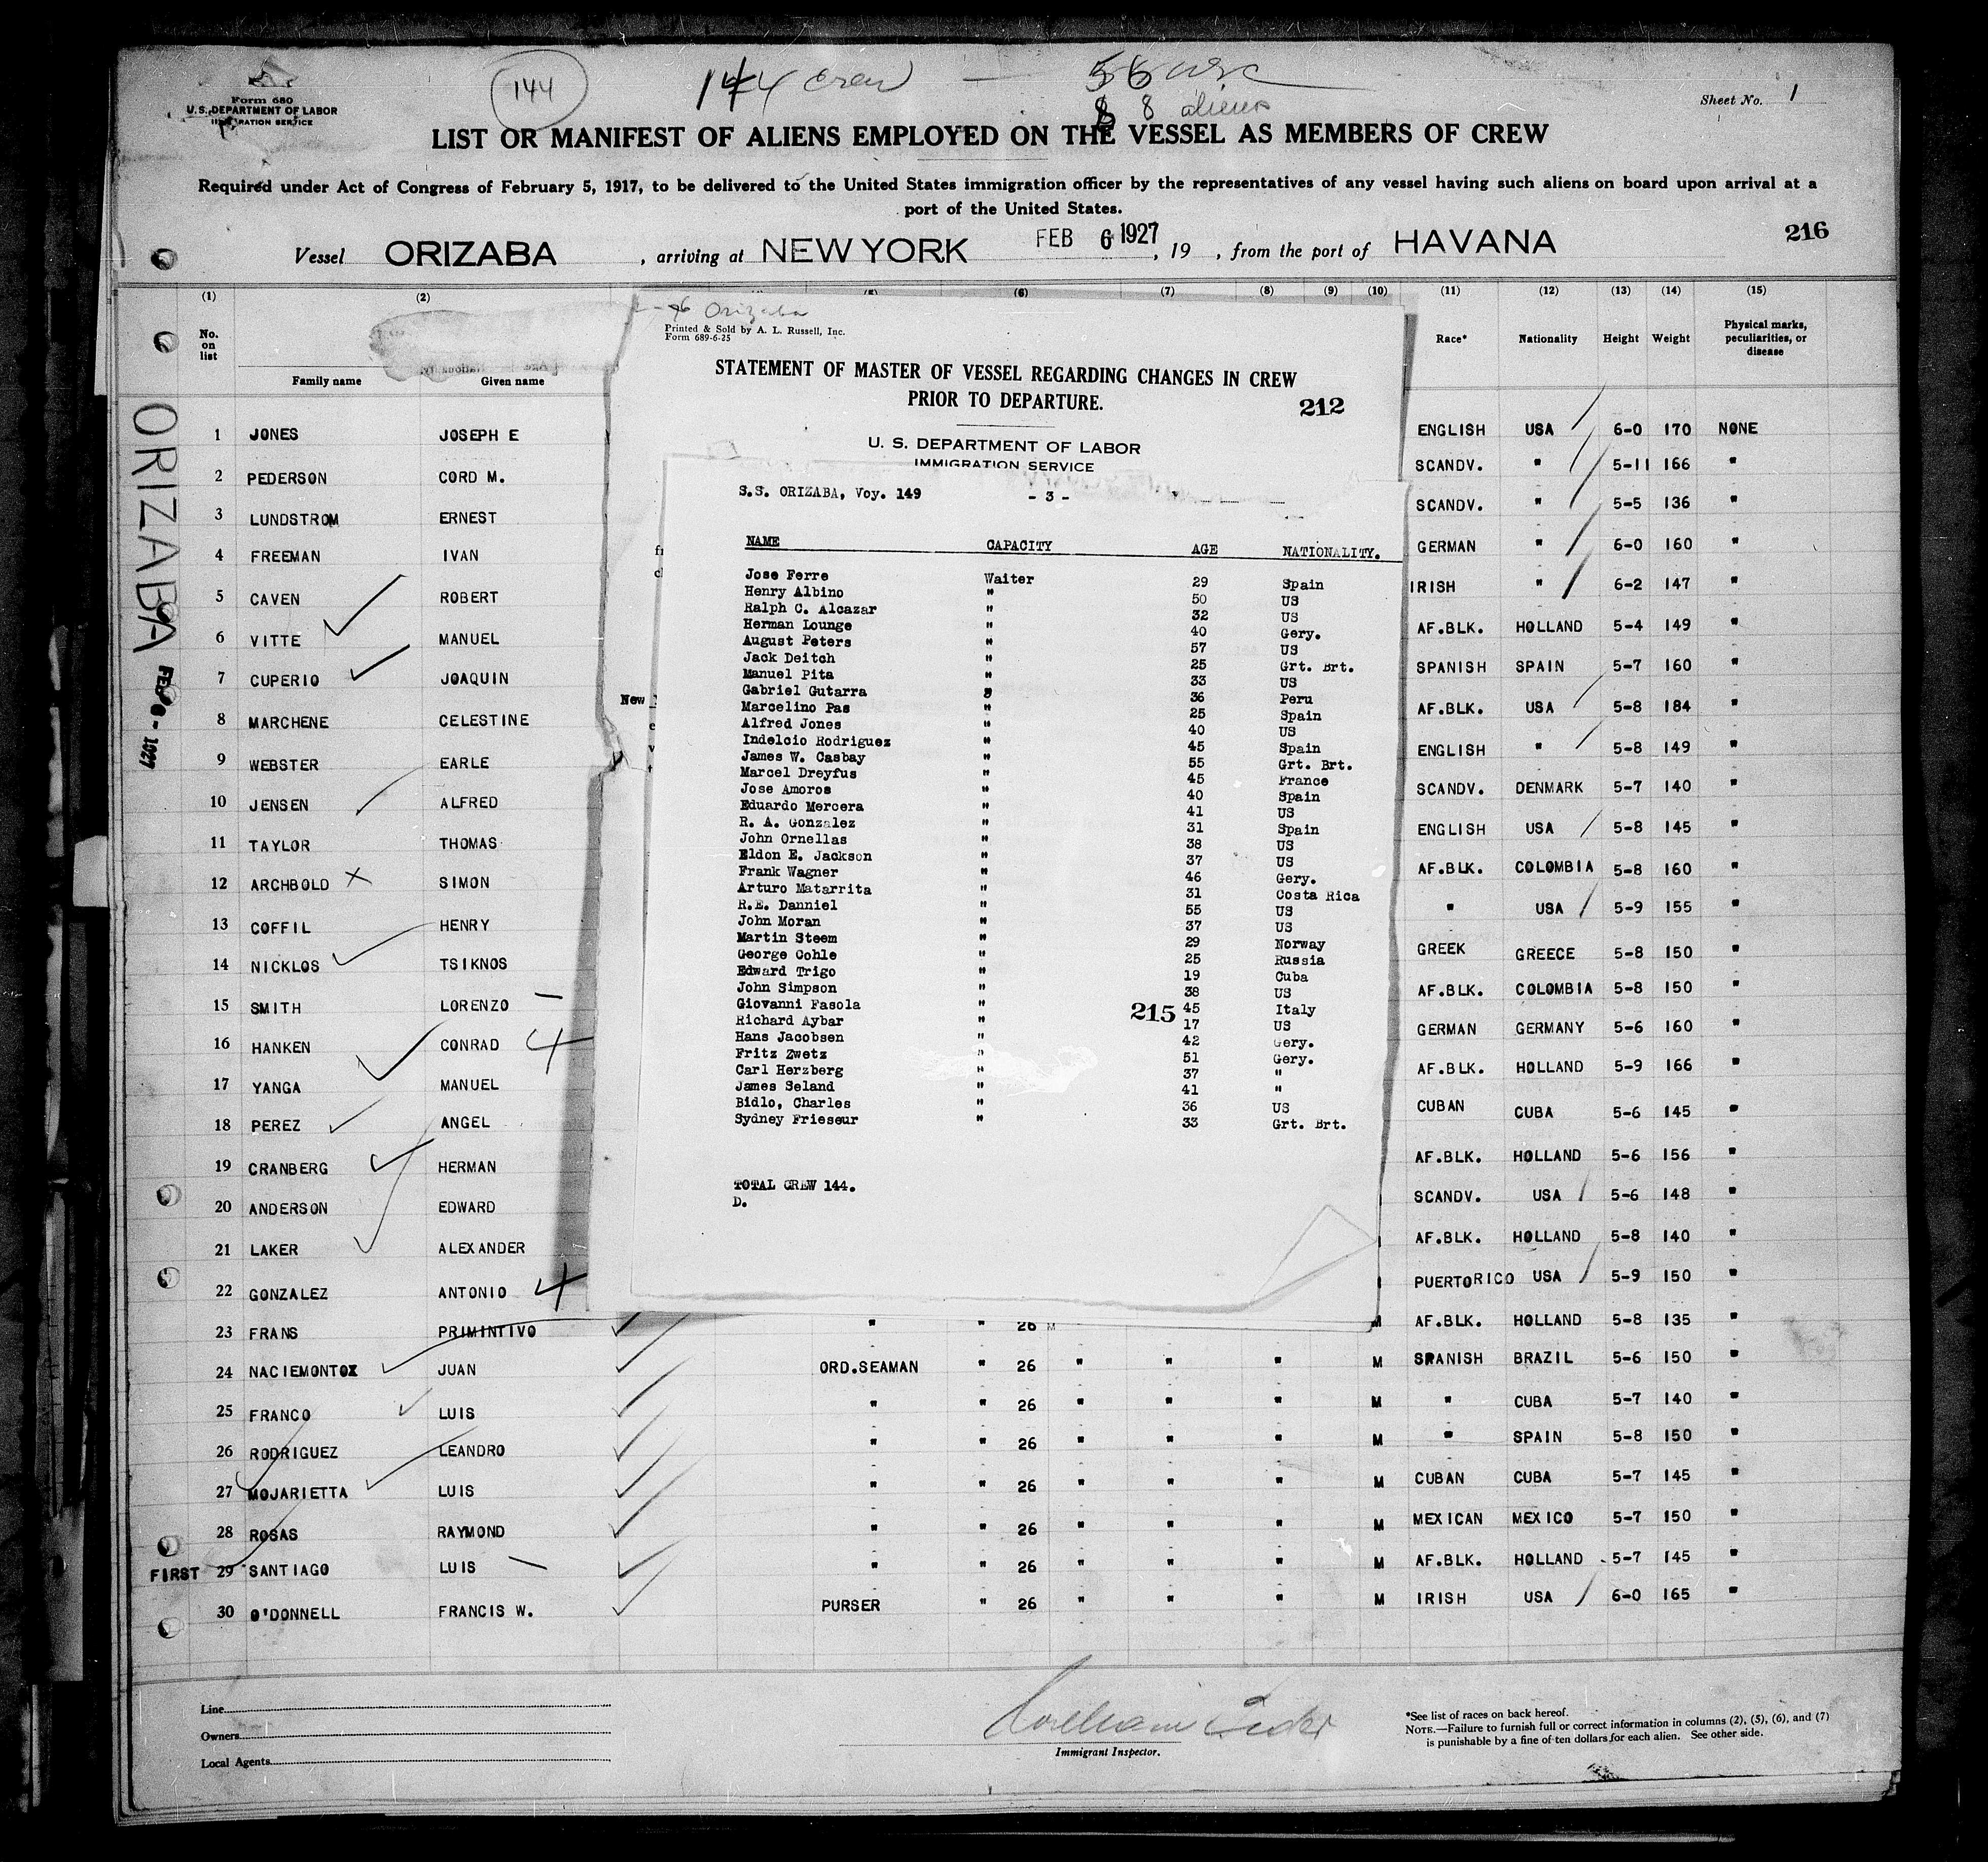 144
144 crew — 56 usc
8 aliens
Form 680
U.S. DEPARTMENT OF LABOR
IMMIGRATION SERVICE
Sheet No. 1
LIST OR MANIFEST OF ALIENS EMPLOYED ON THE VESSEL AS MEMBERS OF CREW
Required under Act of Congress of February 5, 1917, to be delivered to the United States immigration officer by the representatives of any vessel having such aliens on board upon arrival at a
port of the United States.
216
Vessel ORIZABA , arriving at NEW YORK FEB 6 1927 , 19 , from the port of HAVANA
(1) (2) (5) (6) (7) (8) (9) (10) (11) (12) (13) (14) (15)
No. on list Family name Given name Race* Nationality Height Weight Physical marks, peculiarities, or disease
ORIZABA
1 JONES JOSEPH E ENGLISH USA 6-0 170 NONE
2 PEDERSON CORD M. SCANDV. " 5-11 166 "
3 LUNDSTROM ERNEST SCANDV. " 5-5 136 "
4 FREEMAN IVAN GERMAN " 6-0 160 "
5 CAVEN ROBERT IRISH " 6-2 147 "
6 VITTE MANUEL AF.BLK. HOLLAND 5-4 149 "
7 CUPERIO JOAQUIN SPANISH SPAIN 5-7 160 "
8 MARCHENE CELESTINE AF.BLK. USA 5-8 184 "
9 WEBSTER EARLE ENGLISH " 5-8 149 "
10 JENSEN ALFRED SCANDV. DENMARK 5-7 140 "
11 TAYLOR THOMAS ENGLISH USA 5-8 145 "
12 ARCHBOLD SIMON AF.BLK. COLOMBIA 5-8 160 "
13 COFFIL HENRY " USA 5-9 155 "
14 NICKLOS TSIKNOS GREEK GREECE 5-8 150 "
15 SMITH LORENZO AF.BLK. COLOMBIA 5-8 150 "
16 HANKEN CONRAD GERMAN GERMANY 5-6 160 "
17 YANGA MANUEL AF.BLK. HOLLAND 5-9 166 "
18 PEREZ ANGEL CUBAN CUBA 5-6 145 "
19 CRANBERG HERMAN AF.BLK. HOLLAND 5-6 156 "
20 ANDERSON EDWARD SCANDV. USA 5-6 148 "
21 LAKER ALEXANDER AF.BLK. HOLLAND 5-8 140 "
22 GONZALEZ ANTONIO PUERTORICO USA 5-9 150 "
23 FRANS PRIMINTIVO " " 26 M M AF.BLK. HOLLAND 5-8 135 "
24 NACIEMONTOX JUAN ORD.SEAMAN " 26 " " " M SPANISH BRAZIL 5-6 150 "
25 FRANCO LUIS " " 26 " " " M " CUBA 5-7 140 "
26 RODRIGUEZ LEANDRO " " 26 " " " M " SPAIN 5-8 150 "
27 MOJARIETTA LUIS " " 26 " " " M CUBAN CUBA 5-7 145 "
28 ROSAS RAYMOND " " 26 " " " M MEXICAN MEXICO 5-7 150 "
FIRST 29 SANTIAGO LUIS " " 26 " " " M AF.BLK. HOLLAND 5-7 145 "
30 O'DONNELL FRANCIS W. PURSER " 26 " " " M IRISH USA 6-0 165 "
Orizaba
Printed & Sold by A. L. Russell, Inc.
Form 689-6-25
STATEMENT OF MASTER OF VESSEL REGARDING CHANGES IN CREW
PRIOR TO DEPARTURE.
212
U. S. DEPARTMENT OF LABOR
IMMIGRATION SERVICE
New
S.S. ORIZABA, Voy. 149 - 3 -
NAME CAPACITY AGE NATIONALITY.
Jose Ferre Waiter 29 Spain
Henry Albino " 50 US
Ralph C. Alcazar " 32 US
Herman Lounge " 40 Gery.
August Peters " 57 US
Jack Deitch " 25 Grt. Brt.
Manuel Pita " 33 US
Gabriel Gutarra " 36 Peru
Marcelino Pas " 25 Spain
Alfred Jones " 40 US
Indelcio Rodriguez " 45 Spain
James W. Casbay " 55 Grt. Brt.
Marcel Dreyfus " 45 France
Jose Amoros " 40 Spain
Eduardo Mercera " 41 US
R. A. Gonzalez " 31 Spain
John Ornellas " 38 US
Eldon E. Jackson " 37 US
Frank Wagner " 46 Gery.
Arturo Matarrita " 31 Costa Rica
R.E. Danniel " 55 US
John Moran " 37 US
Martin Steem " 29 Norway
George Cohle " 25 Russia
Edward Trigo " 19 Cuba
John Simpson " 38 US
Giovanni Fasola " 45 Italy
215
Richard Aybar " 17 US
Hans Jacobsen " 42 Gery.
Fritz Zwetz " 51 Gery.
Carl Herzberg " 37 "
James Seland " 41 "
Bidlo, Charles " 36 US
Sydney Frieseur " 33 Grt. Brt.
TOTAL CREW 144.
D.
Line
Owners
Local Agents
Immigrant Inspector.
*See list of races on back hereof.
NOTE.—Failure to furnish full or correct information in columns (2), (5), (6), and (7)
is punishable by a fine of ten dollars for each alien. See other side.